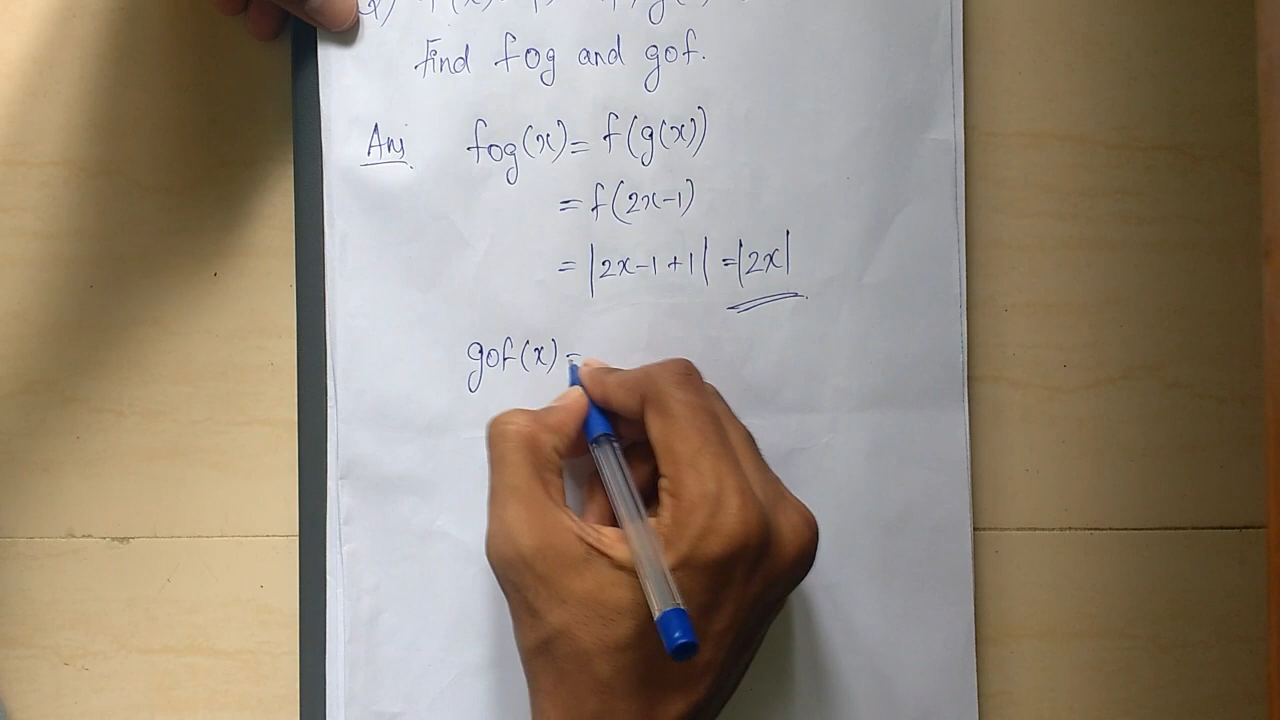 Find fog and gof.
Ans fog(x) = f(g(x))
= f(2x-1)
= |2x-1+1| = |2x|
gof(x) =